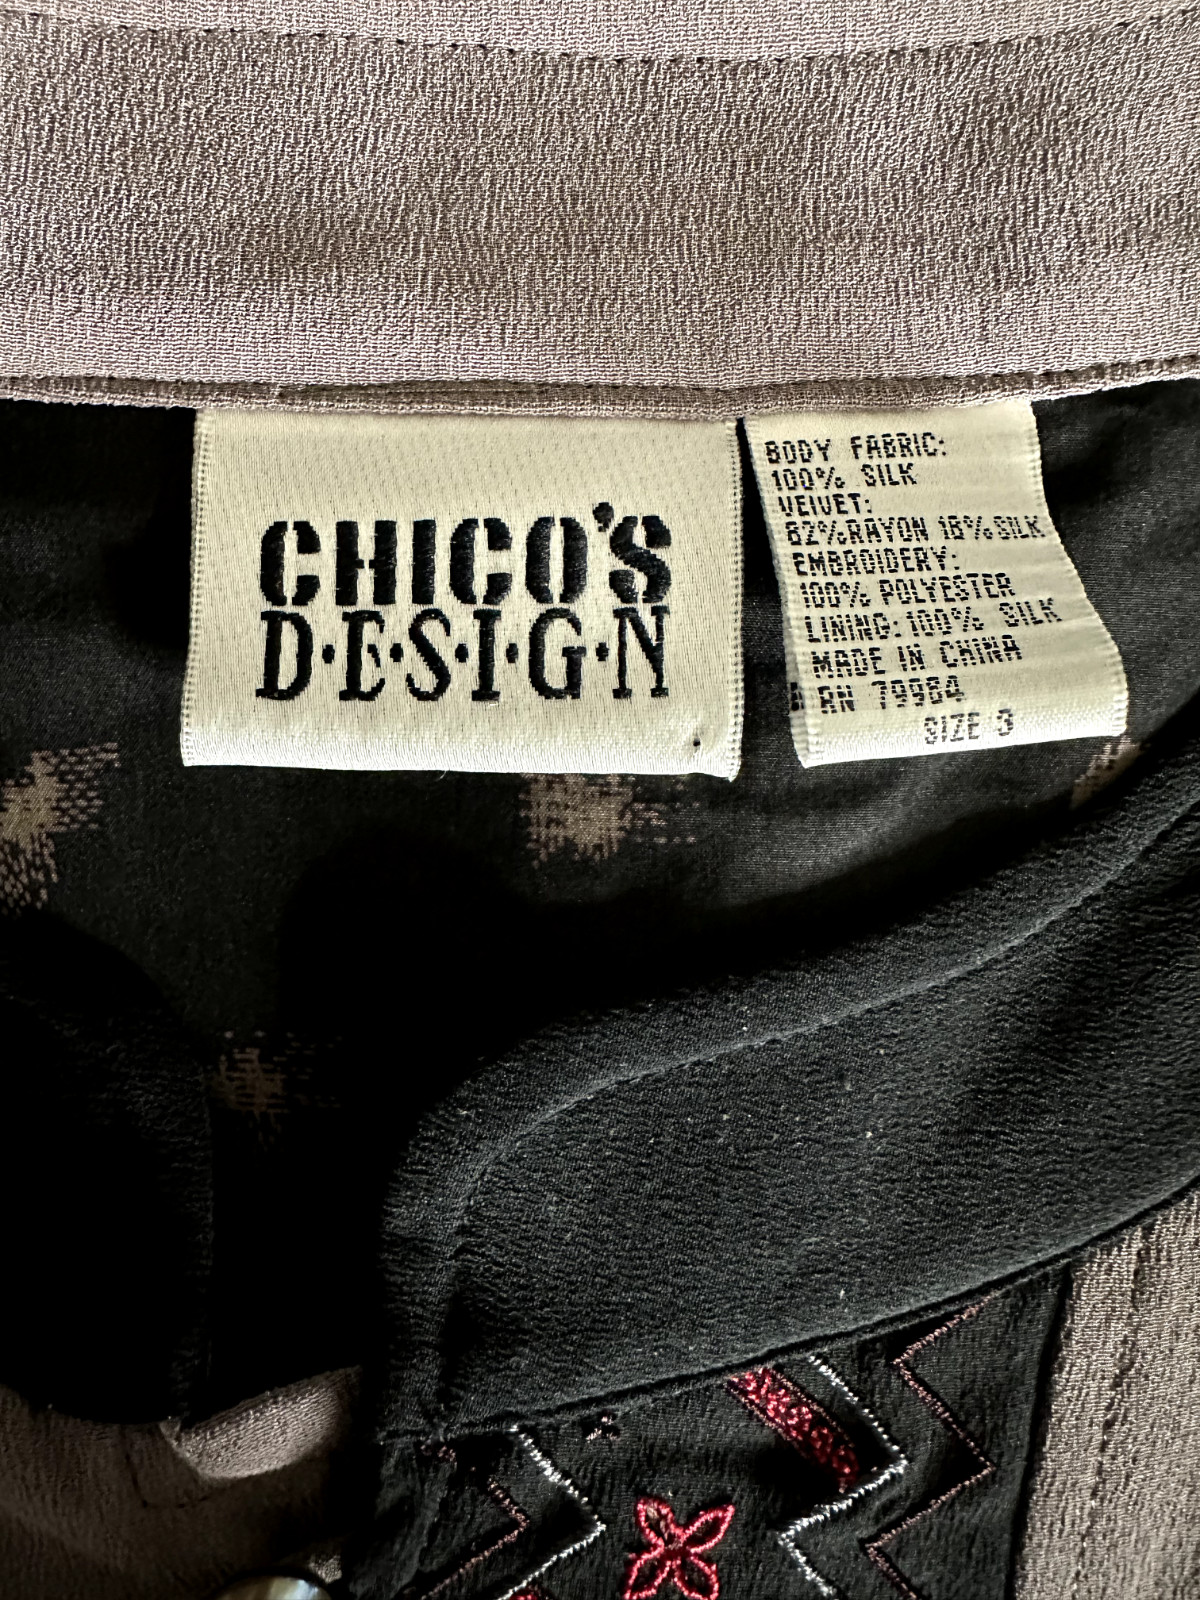 CHICO'S
D·E·S·I·G·N
BODY FABRIC:
100% SILK
VELVET:
82%RAYON 18%SILK
EMBROIDERY:
100% POLYESTER
LINING:100% SILK
MADE IN CHINA
RN 79984
SIZE 3